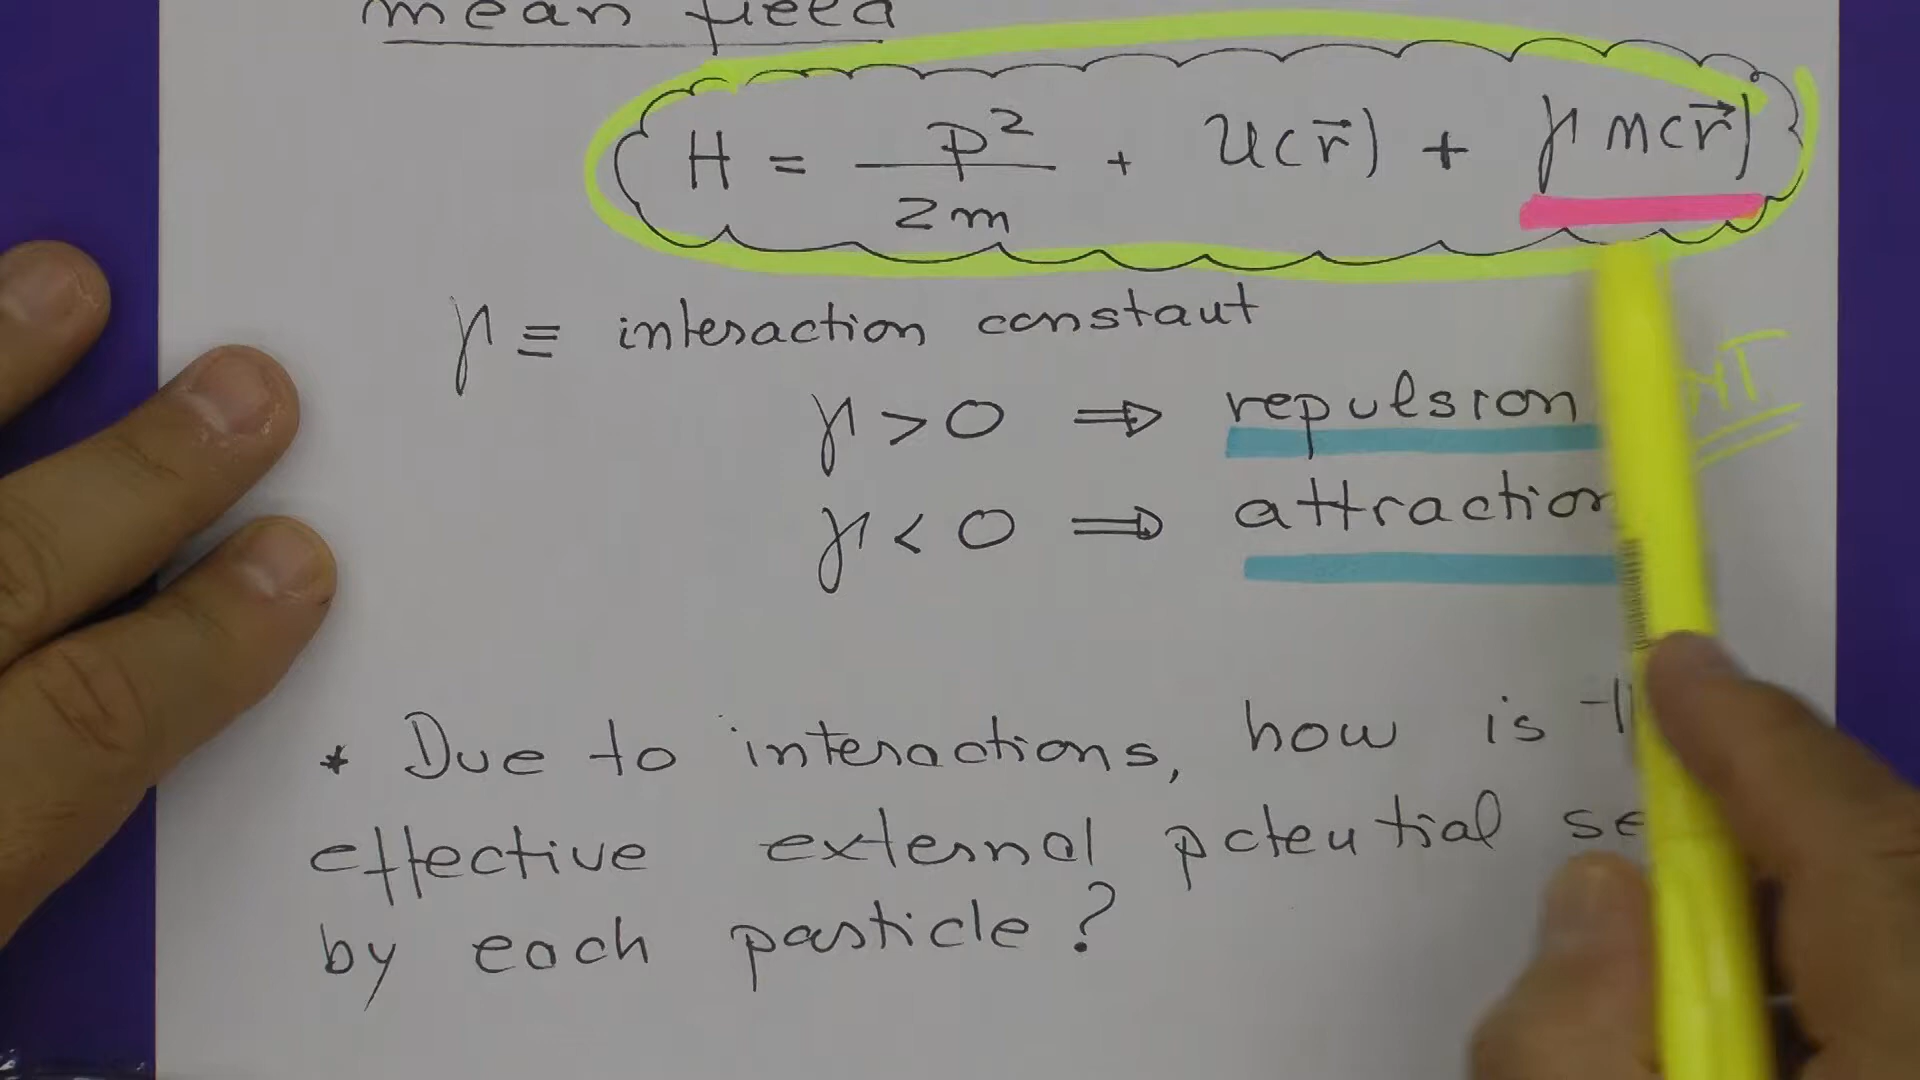 mean field
H = p²/2m + U(r⃗) + γ n(r⃗)
γ ≡ interaction constant
γ > 0 ⇒ repulsion
γ < 0 ⇒ attraction
* Due to interactions, how is
effective external potential
by each particle?